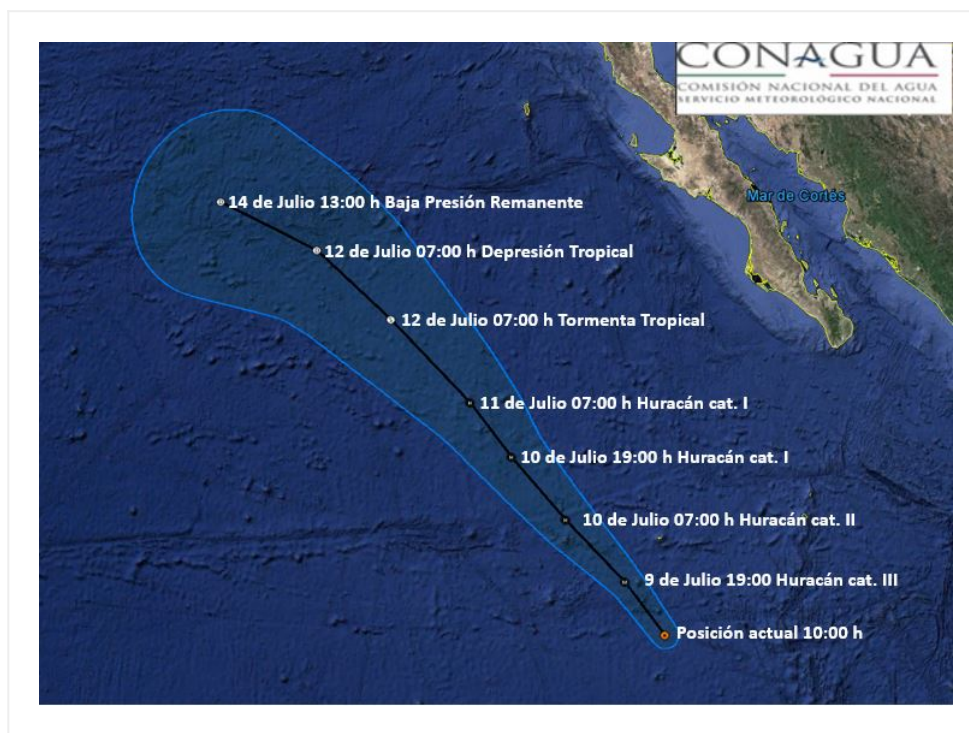 CONAGUA
COMISIÓN NACIONAL DEL AGUA
SERVICIO METEOROLÓGICO NACIONAL
Mar de Cortés
14 de Julio 13:00 h Baja Presión Remanente
12 de Julio 07:00 h Depresión Tropical
12 de Julio 07:00 h Tormenta Tropical
11 de Julio 07:00 h Huracán cat. I
10 de Julio 19:00 h Huracán cat. I
10 de Julio 07:00 h Huracán cat. II
9 de Julio 19:00 Huracán cat. III
Posición actual 10:00 h